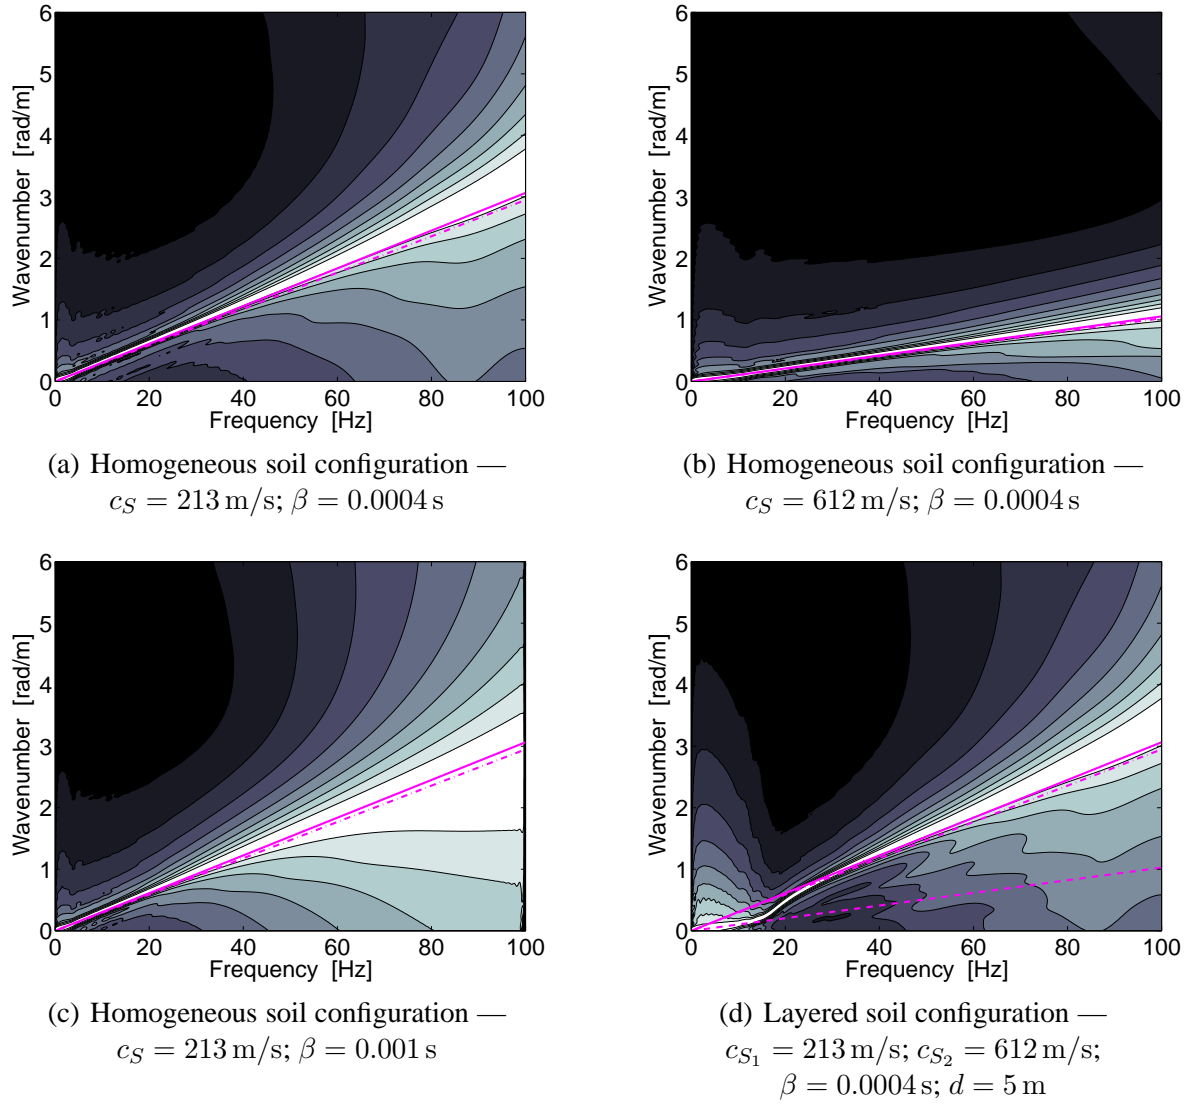 6
5
4
3
2
1
0
Wavenumber [rad/m]
0 20 40 60 80 100
Frequency [Hz]
(a) Homogeneous soil configuration —
c_S = 213 m/s; β = 0.0004 s
6
5
4
3
2
1
0
Wavenumber [rad/m]
0 20 40 60 80 100
Frequency [Hz]
(b) Homogeneous soil configuration —
c_S = 612 m/s; β = 0.0004 s
6
5
4
3
2
1
0
Wavenumber [rad/m]
0 20 40 60 80 100
Frequency [Hz]
(c) Homogeneous soil configuration —
c_S = 213 m/s; β = 0.001 s
6
5
4
3
2
1
0
Wavenumber [rad/m]
0 20 40 60 80 100
Frequency [Hz]
(d) Layered soil configuration —
c_{S_1} = 213 m/s; c_{S_2} = 612 m/s;
β = 0.0004 s; d = 5 m